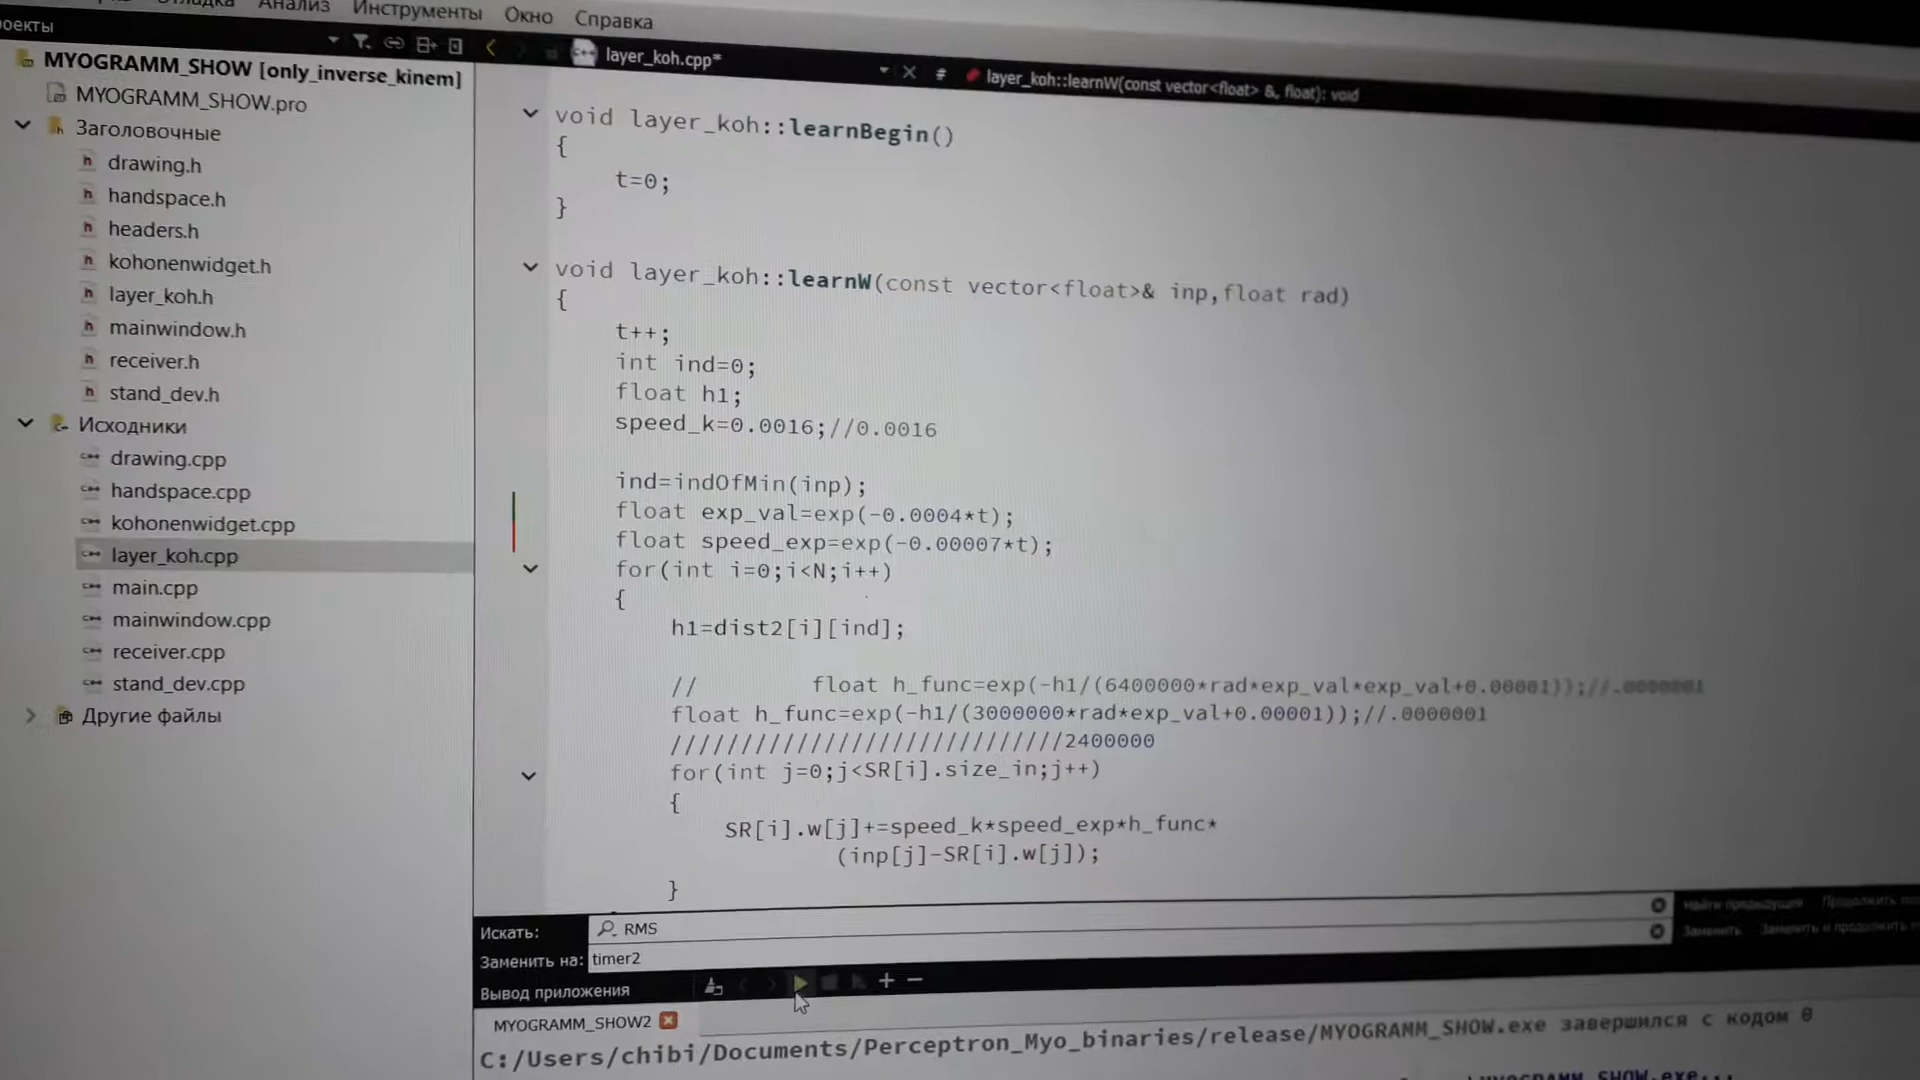 Анализ Инструменты Окно Справка
MYOGRAMM_SHOW [only_inverse_kinem]
MYOGRAMM_SHOW.pro
Заголовочные
drawing.h
handspace.h
headers.h
kohonenwidget.h
layer_koh.h
mainwindow.h
receiver.h
stand_dev.h
Исходники
drawing.cpp
handspace.cpp
kohonenwidget.cpp
layer_koh.cpp
main.cpp
mainwindow.cpp
receiver.cpp
stand_dev.cpp
Другие файлы
layer_koh.cpp*
# layer_koh::learnW(const vector<float> &, float): void
void layer_koh::learnBegin()
{
t=0;
}
void layer_koh::learnW(const vector<float>& inp,float rad)
{
t++;
int ind=0;
float h1;
speed_k=0.0016;//0.0016
ind=indOfMin(inp);
float exp_val=exp(-0.0004*t);
float speed_exp=exp(-0.00007*t);
for(int i=0;i<N;i++)
{
h1=dist2[i][ind];
// float h_func=exp(-h1/(6400000*rad*exp_val*exp_val+0.00001));//.0000001
float h_func=exp(-h1/(3000000*rad*exp_val+0.00001));//.0000001
////////////////////////////2400000
for(int j=0;j<SR[i].size_in;j++)
{
SR[i].w[j]+=speed_k*speed_exp*h_func*
(inp[j]-SR[i].w[j]);
}
Искать: RMS
Найти предыдущее
Заменить на: timer2
Заменить Заменить и продолжить
Вывод приложения
MYOGRAMM_SHOW2
C:/Users/chibi/Documents/Perceptron_Myo_binaries/release/MYOGRAMM_SHOW.exe завершился с кодом 0